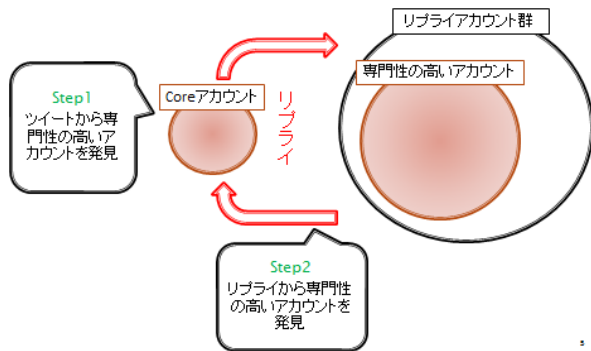 リプライアカウント群
専門性の高いアカウント
Coreアカウント
リプライ
Step1
ツイートから専
門性の高いア
カウントを発見
Step2
リプライから専門性
の高いアカウントを
発見